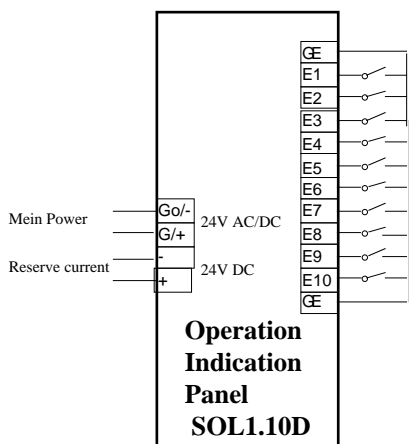 GE
E1
E2
E3
E4
E5
E6
E7
E8
E9
E10
GE
Mein Power
Go/-
24V AC/DC
G/+
Reserve current
-
24V DC
+
Operation
Indication
Panel
SOL1.10D